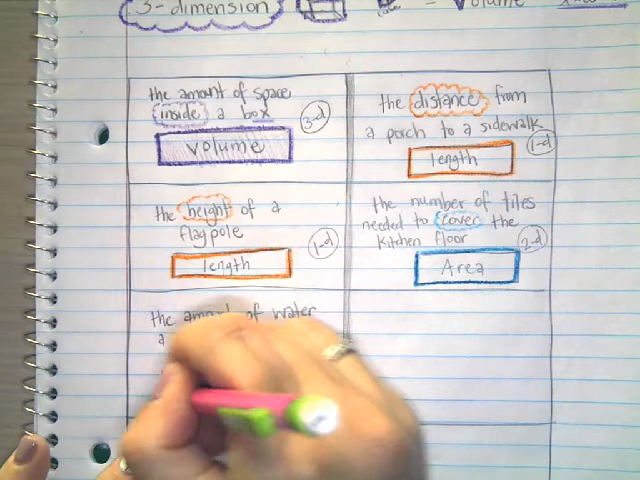 3-dimension
Volume
the amount of space
inside a box
3-d
volume
the distance from
a porch to a sidewalk
1-d
length
the height of a
flagpole
1-d
length
the number of tiles
needed to cover the
kitchen floor
2-d
Area
the amount of water
a